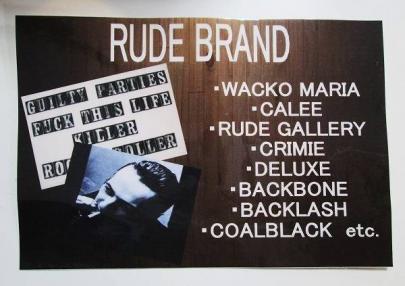 RUDE BRAND
GUILTY PARTIES
FUCK THIS LIFE
KILLER
・WACKO MARIA
・CALEE
・RUDE GALLERY
・CRIMIE
・DELUXE
・BACKBONE
・BACKLASH
・COALBLACK etc.